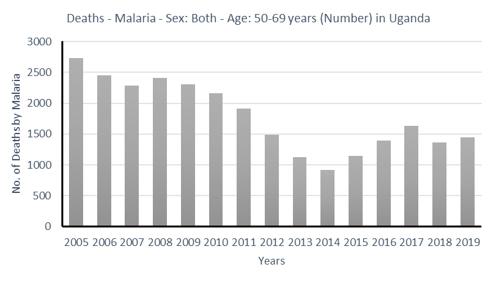 Deaths - Malaria - Sex: Both - Age: 50-69 years (Number) in Uganda
3000
2500
2000
1500
1000
500
0
No. of Deaths by Malaria
2005 2006 2007 2008 2009 2010 2011 2012 2013 2014 2015 2016 2017 2018 2019
Years